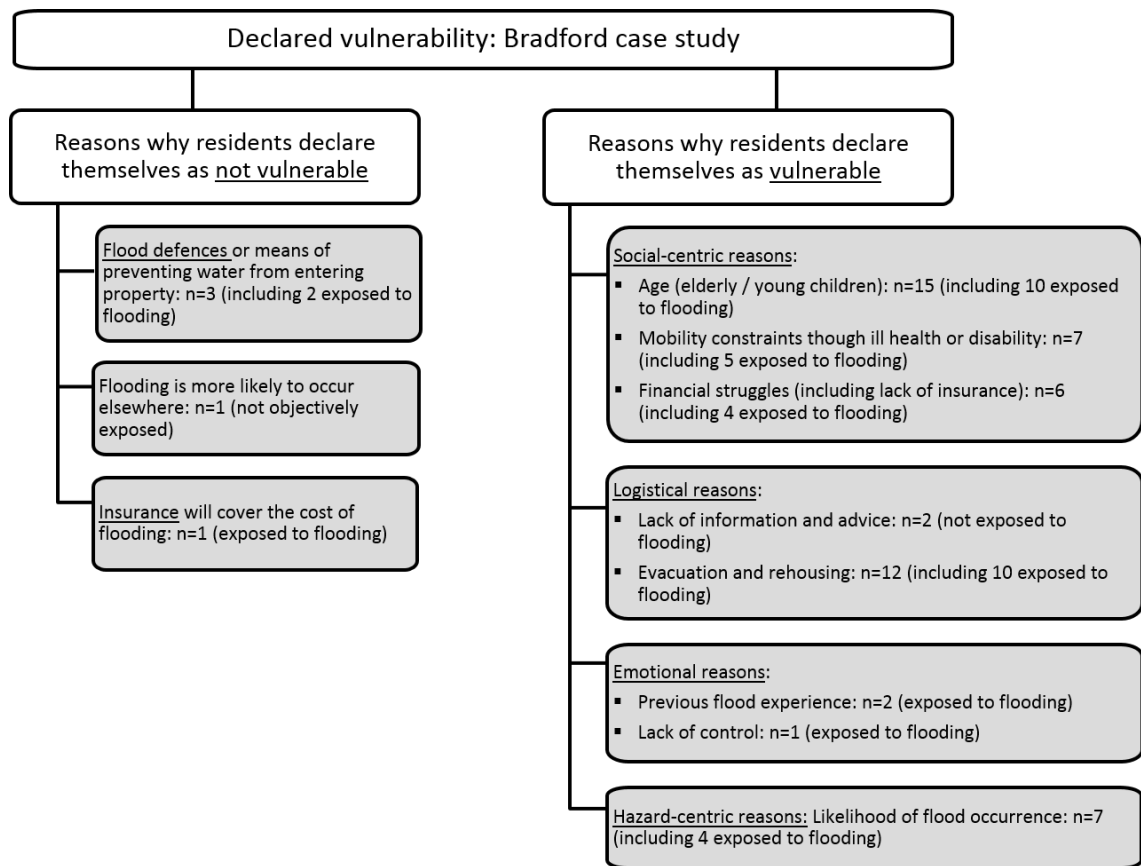 Declared vulnerability: Bradford case study
Reasons why residents declare
themselves as not vulnerable
Flood defences or means of
preventing water from entering
property: n=3 (including 2 exposed to
flooding)
Flooding is more likely to occur
elsewhere: n=1 (not objectively
exposed)
Insurance will cover the cost of
flooding: n=1 (exposed to flooding)
Reasons why residents declare
themselves as vulnerable
Social-centric reasons:
▪ Age (elderly / young children): n=15 (including 10 exposed
to flooding)
▪ Mobility constraints though ill health or disability: n=7
(including 5 exposed to flooding)
▪ Financial struggles (including lack of insurance): n=6
(including 4 exposed to flooding)
Logistical reasons:
▪ Lack of information and advice: n=2 (not exposed to
flooding)
▪ Evacuation and rehousing: n=12 (including 10 exposed to
flooding)
Emotional reasons:
▪ Previous flood experience: n=2 (exposed to flooding)
▪ Lack of control: n=1 (exposed to flooding)
Hazard-centric reasons: Likelihood of flood occurrence: n=7
(including 4 exposed to flooding)